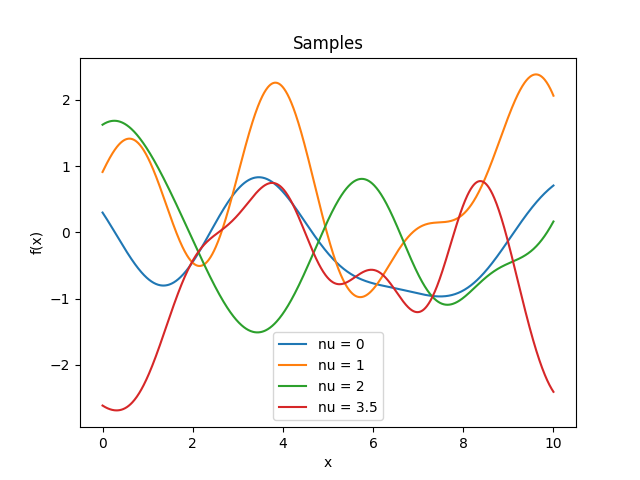 Samples
f(x)
2
1
0
−1
−2
nu = 0
nu = 1
nu = 2
nu = 3.5
0 2 4 6 8 10
x